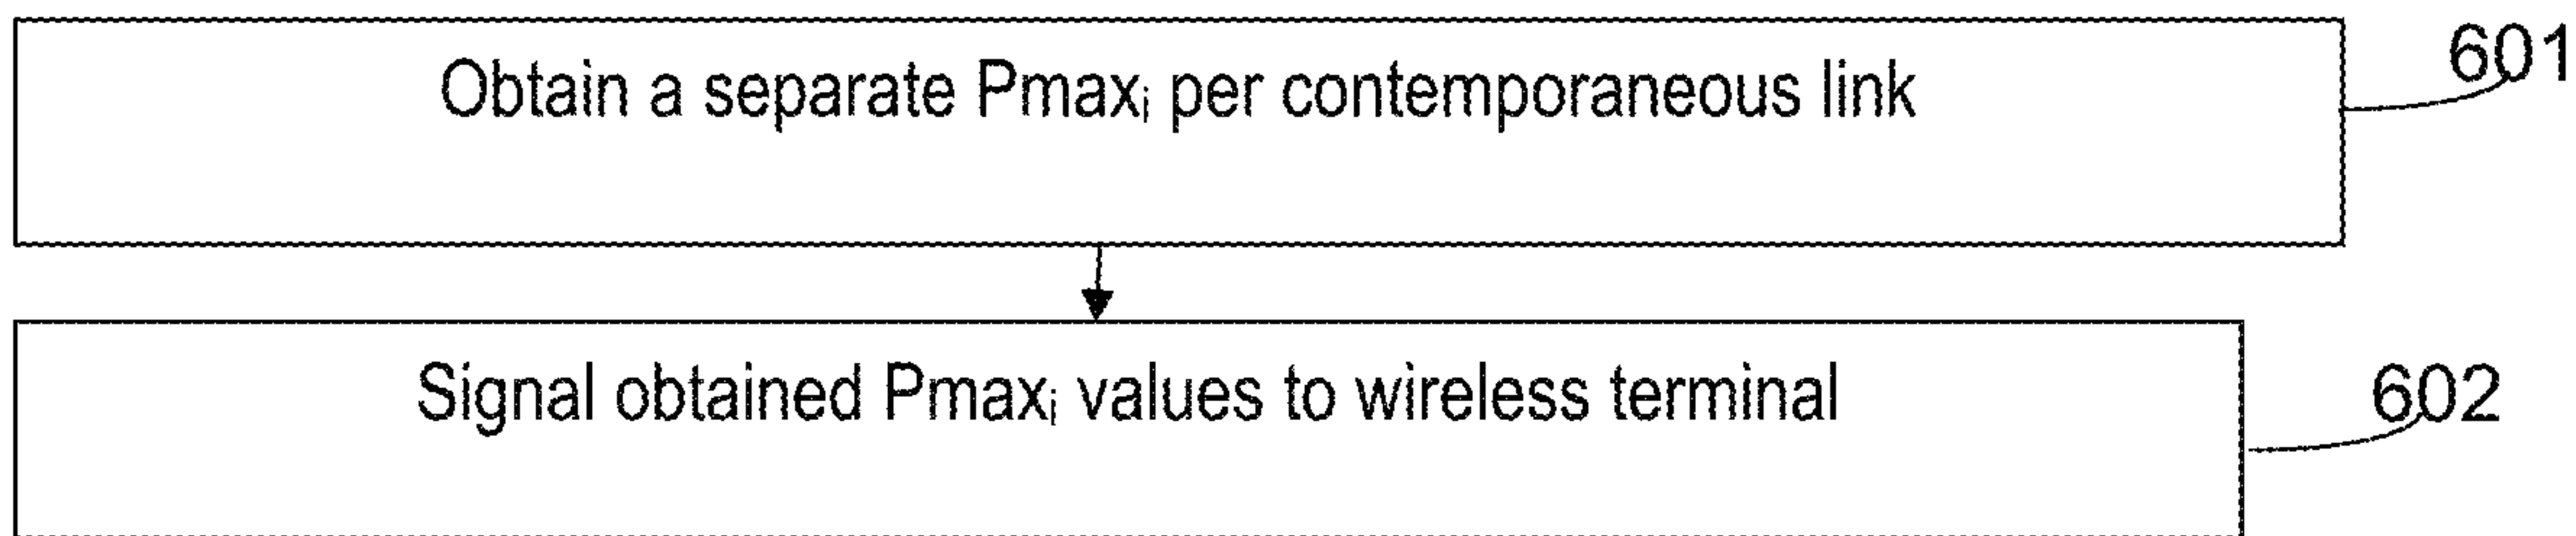 Obtain a separate Pmaxᵢ per contemporaneous link
601
Signal obtained Pmaxᵢ values to wireless terminal
602